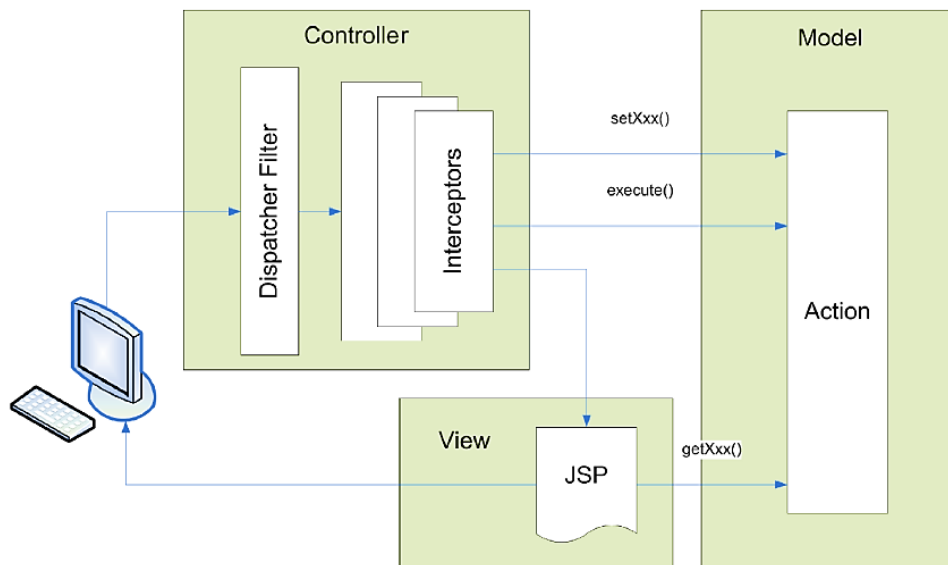 Controller
Model
Dispatcher Filter
Interceptors
setXxx()
execute()
Action
View
JSP
getXxx()